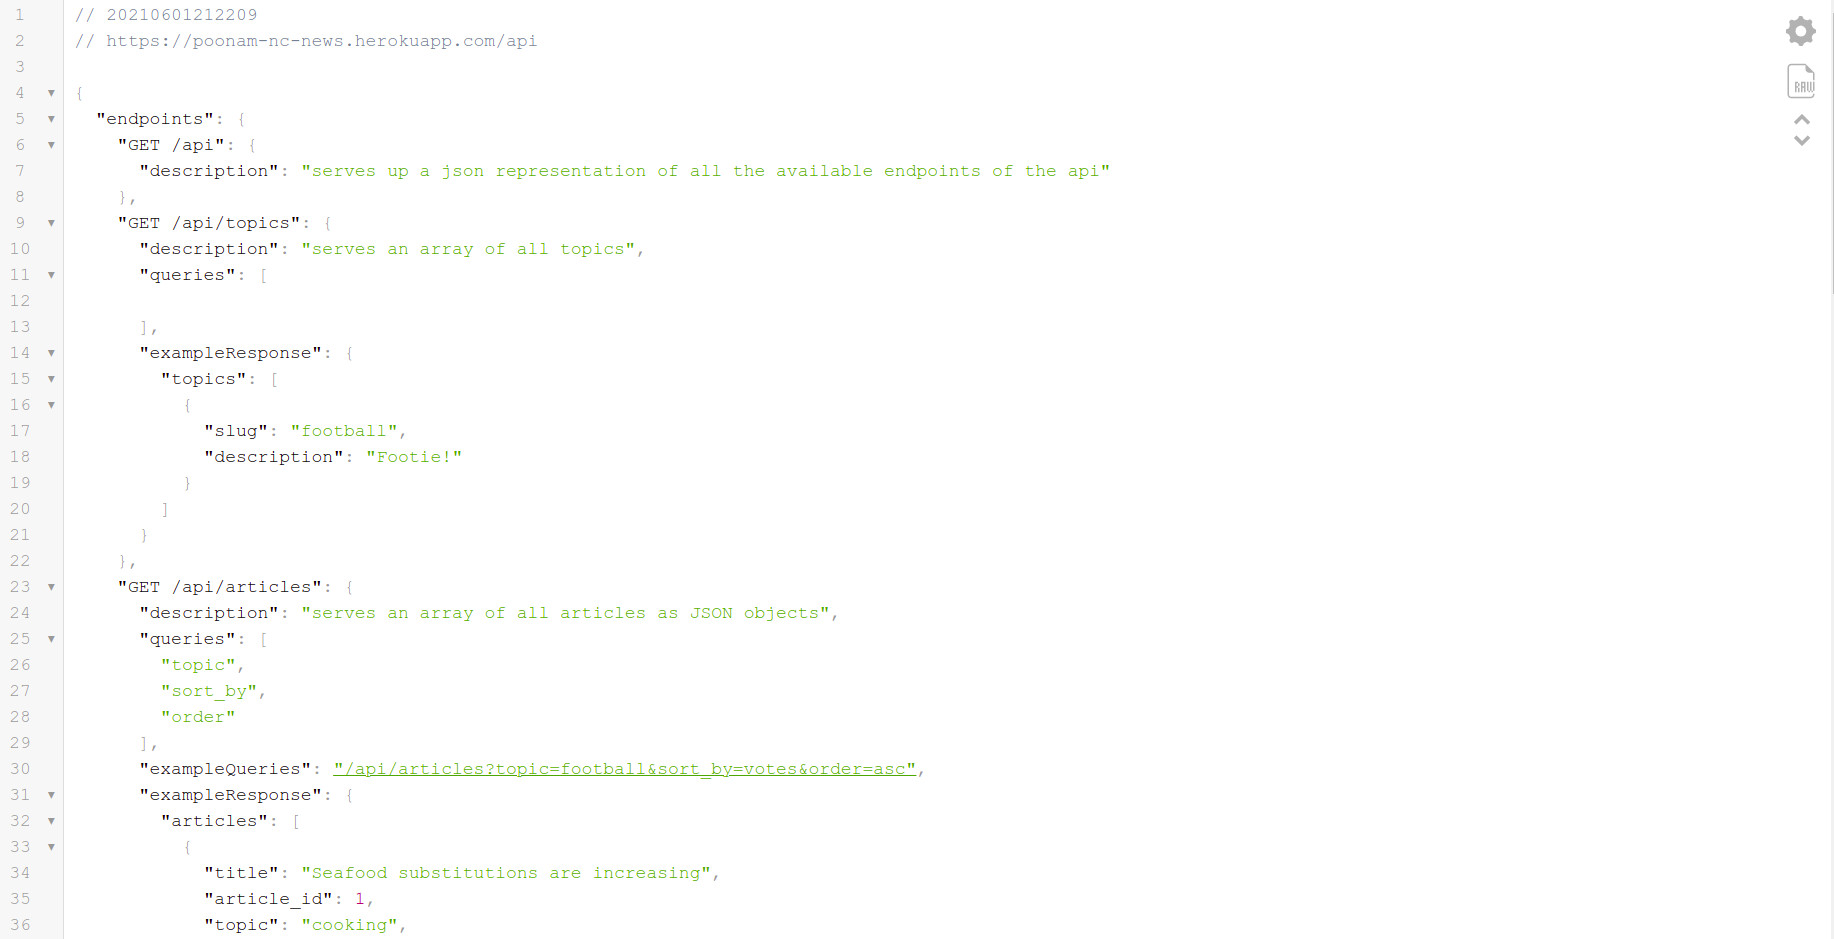 1 // 20210601212209
2 // https://poonam-nc-news.herokuapp.com/api
3
4 ▼ {
5 ▼   "endpoints": {
6 ▼     "GET /api": {
7       "description": "serves up a json representation of all the available endpoints of the api"
8     },
9 ▼     "GET /api/topics": {
10       "description": "serves an array of all topics",
11 ▼       "queries": [
12
13       ],
14 ▼       "exampleResponse": {
15 ▼         "topics": [
16 ▼           {
17             "slug": "football",
18             "description": "Footie!"
19           }
20         ]
21       }
22     },
23 ▼     "GET /api/articles": {
24       "description": "serves an array of all articles as JSON objects",
25 ▼       "queries": [
26         "topic",
27         "sort_by",
28         "order"
29       ],
30       "exampleQueries": "/api/articles?topic=football&sort_by=votes&order=asc",
31 ▼       "exampleResponse": {
32 ▼         "articles": [
33 ▼           {
34             "title": "Seafood substitutions are increasing",
35             "article_id": 1,
36             "topic": "cooking",
RAW